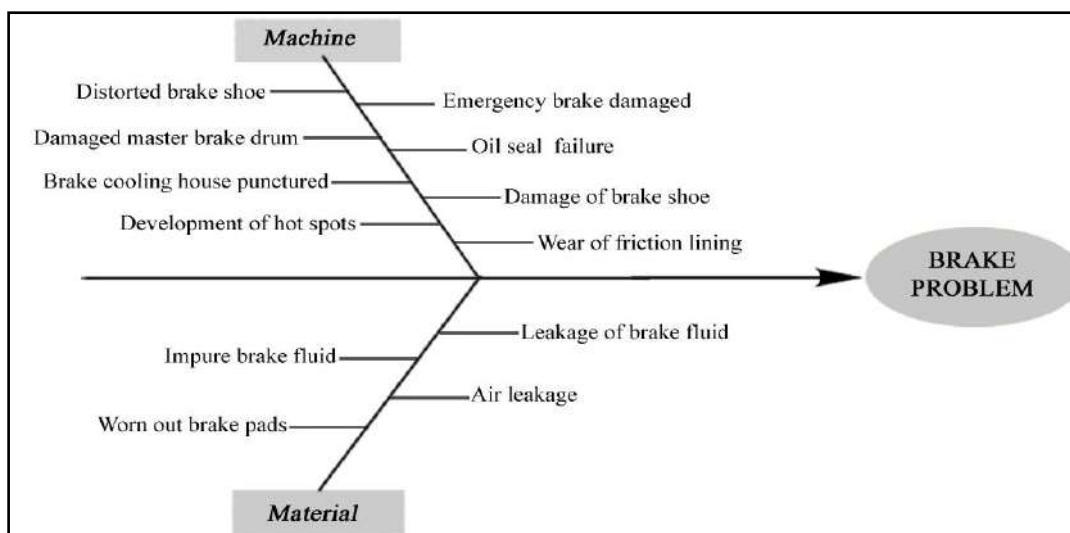 Machine
Distorted brake shoe
Emergency brake damaged
Damaged master brake drum
Oil seal failure
Brake cooling house punctured
Damage of brake shoe
Development of hot spots
Wear of friction lining
BRAKE
PROBLEM
Leakage of brake fluid
Impure brake fluid
Air leakage
Worn out brake pads
Material